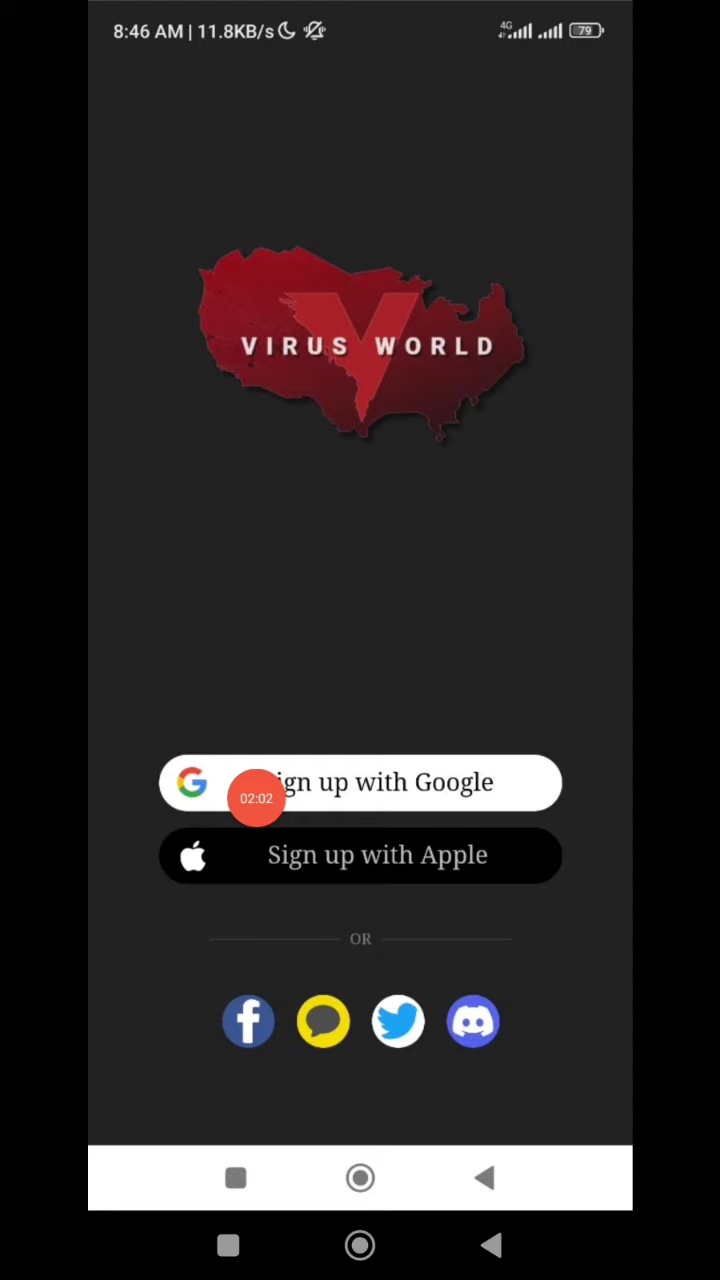 8:46 AM | 11.8KB/s 4G 79
VIRUS WORLD
ign up with Google
02:02
Sign up with Apple
OR